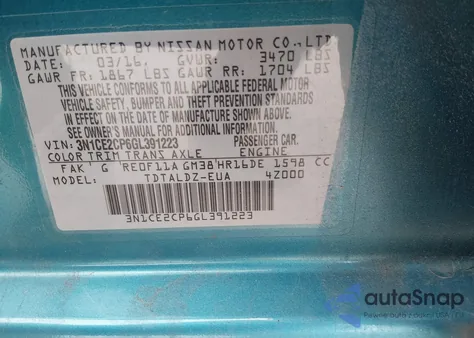 MANUFACTURED BY NISSAN MOTOR CO., LTD.
DATE: 03/16. GVUR: 3470 LBS
GAUR FR: 1867 LBS GAUR RR: 1704 LBS
THIS VEHICLE CONFORMS TO ALL APPLICABLE FEDERAL MOTOR
VEHICLE SAFETY, BUMPER AND THEFT PREVENTION STANDARDS
IN EFFECT ON THE DATE OF MANUFACTURE SHOWN ABOVE.
SEE OWNER'S MANUAL FOR ADDITIONAL INFORMATION.
VIN: 3N1CE2CP6GL391223 PASSENGER CAR.
COLOR TRIM TRANS AXLE ENGINE
FAK G RE0F11A GM38 HR16DE 1598 CC
MODEL: TDTALDZ-EUA 4Z000
3N1CE2CP6GL391223
autoSnap